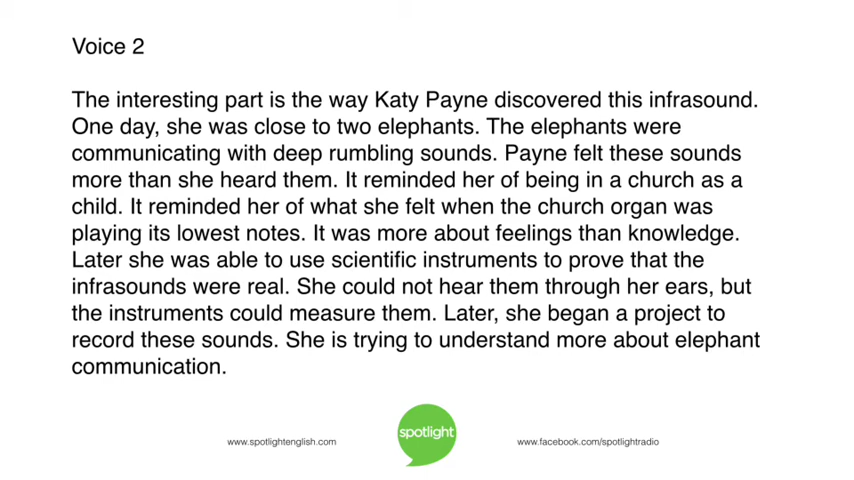 Voice 2
The interesting part is the way Katy Payne discovered this infrasound.
One day, she was close to two elephants. The elephants were
communicating with deep rumbling sounds. Payne felt these sounds
more than she heard them. It reminded her of being in a church as a
child. It reminded her of what she felt when the church organ was
playing its lowest notes. It was more about feelings than knowledge.
Later she was able to use scientific instruments to prove that the
infrasounds were real. She could not hear them through her ears, but
the instruments could measure them. Later, she began a project to
record these sounds. She is trying to understand more about elephant
communication.
spotlight
www.spotlightenglish.com
www.facebook.com/spotlightradio